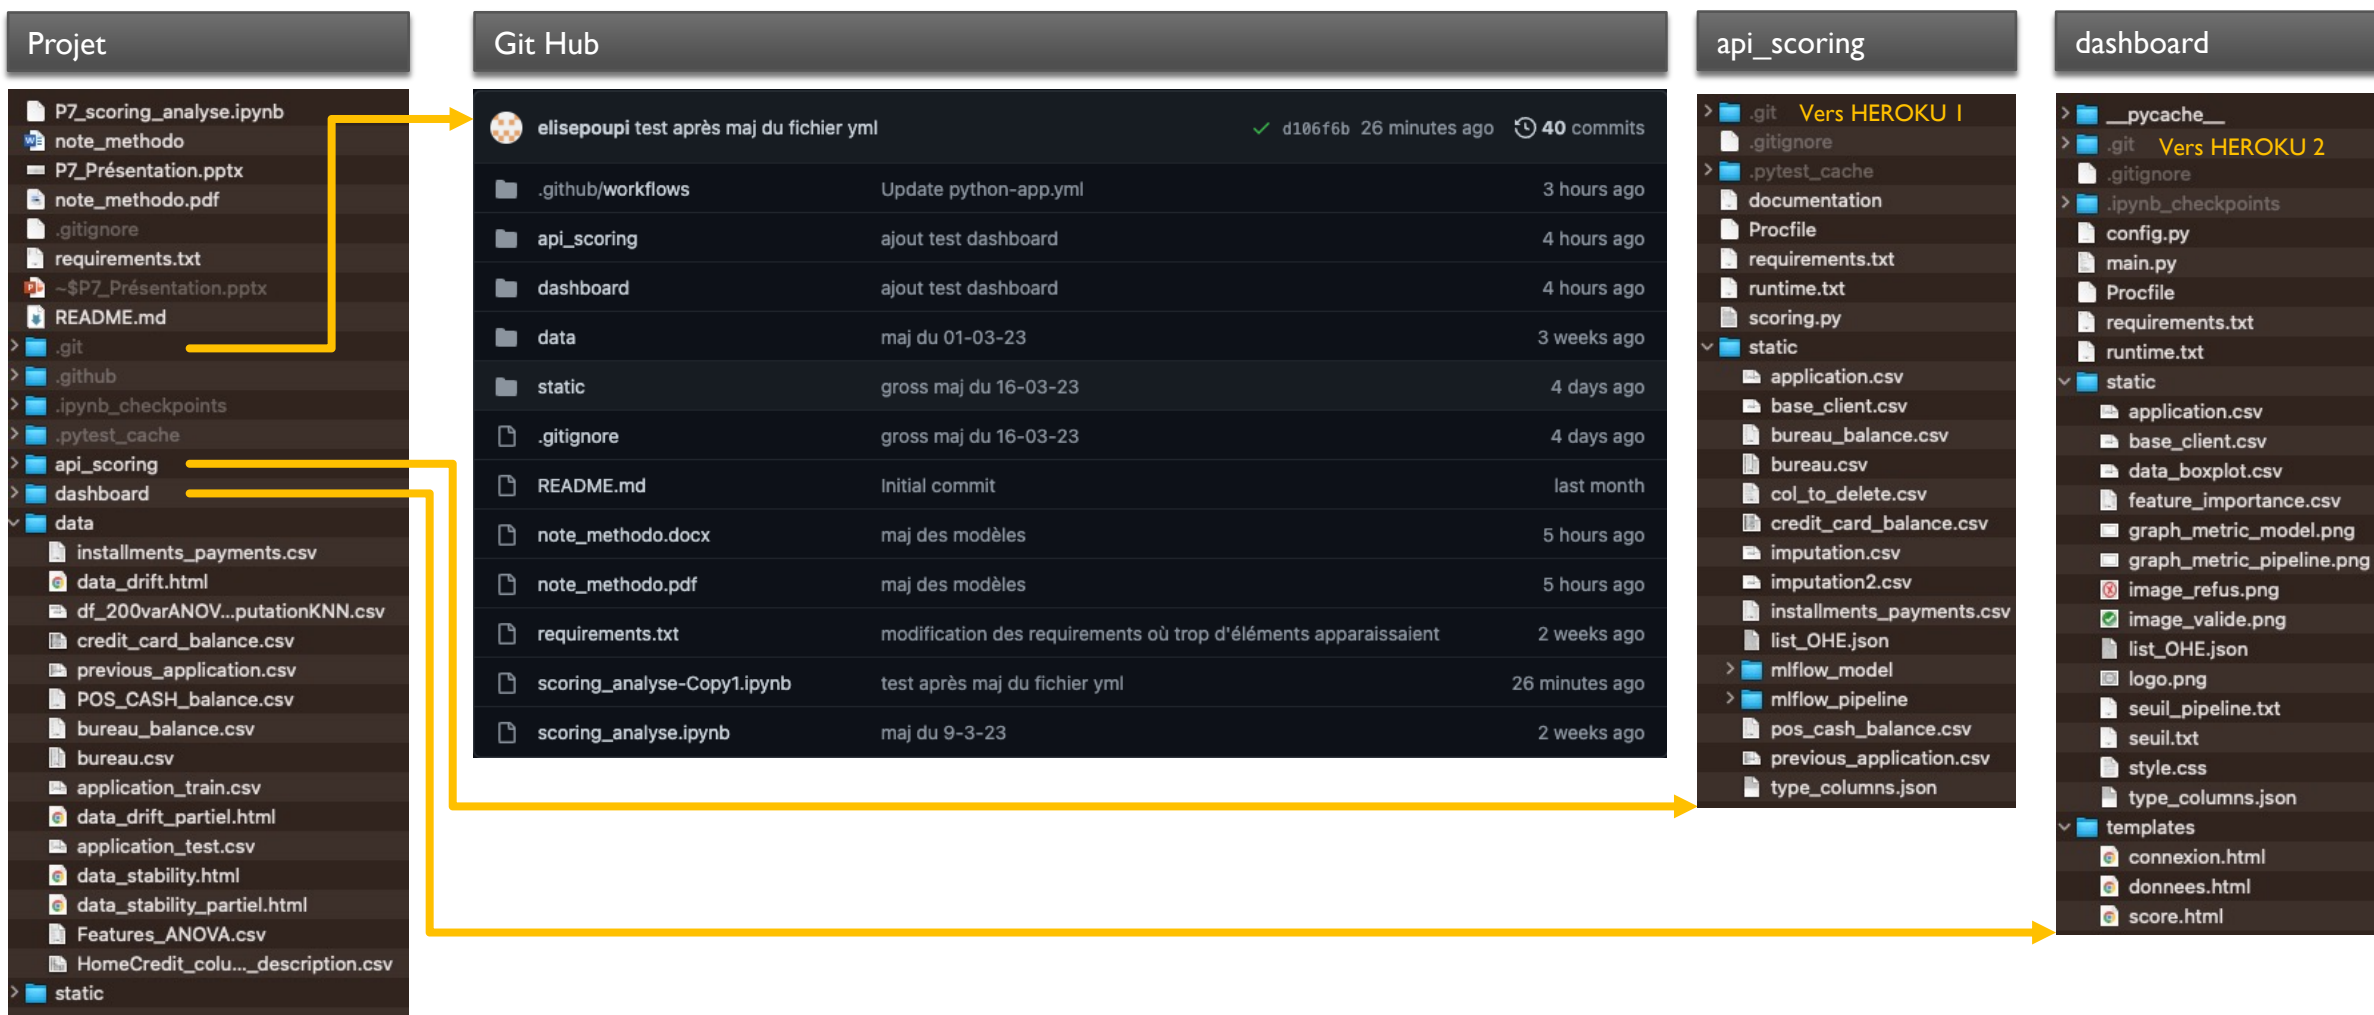 Projet
P7_scoring_analyse.ipynb
note_methodo
P7_Présentation.pptx
note_methodo.pdf
.gitignore
requirements.txt
~$P7_Présentation.pptx
README.md
.git
.github
.ipynb_checkpoints
.pytest_cache
api_scoring
dashboard
data
installments_payments.csv
data_drift.html
df_200varANOV...putationKNN.csv
credit_card_balance.csv
previous_application.csv
POS_CASH_balance.csv
bureau_balance.csv
bureau.csv
application_train.csv
data_drift_partiel.html
application_test.csv
data_stability.html
data_stability_partiel.html
Features_ANOVA.csv
HomeCredit_colu..._description.csv
static
Git Hub
elisepoupi test après maj du fichier yml d106f6b 26 minutes ago 40 commits
.github/workflows Update python-app.yml 3 hours ago
api_scoring ajout test dashboard 4 hours ago
dashboard ajout test dashboard 4 hours ago
data maj du 01-03-23 3 weeks ago
static gross maj du 16-03-23 4 days ago
.gitignore gross maj du 16-03-23 4 days ago
README.md Initial commit last month
note_methodo.docx maj des modèles 5 hours ago
note_methodo.pdf maj des modèles 5 hours ago
requirements.txt modification des requirements où trop d'éléments apparaissaient 2 weeks ago
scoring_analyse-Copy1.ipynb test après maj du fichier yml 26 minutes ago
scoring_analyse.ipynb maj du 9-3-23 2 weeks ago
api_scoring
.git Vers HEROKU 1
.gitignore
.pytest_cache
documentation
Procfile
requirements.txt
runtime.txt
scoring.py
static
application.csv
base_client.csv
bureau_balance.csv
bureau.csv
col_to_delete.csv
credit_card_balance.csv
imputation.csv
imputation2.csv
installments_payments.csv
list_OHE.json
mlflow_model
mlflow_pipeline
pos_cash_balance.csv
previous_application.csv
type_columns.json
dashboard
__pycache__
.git Vers HEROKU 2
.gitignore
.ipynb_checkpoints
config.py
main.py
Procfile
requirements.txt
runtime.txt
static
application.csv
base_client.csv
data_boxplot.csv
feature_importance.csv
graph_metric_model.png
graph_metric_pipeline.png
image_refus.png
image_valide.png
list_OHE.json
logo.png
seuil_pipeline.txt
seuil.txt
style.css
type_columns.json
templates
connexion.html
donnees.html
score.html